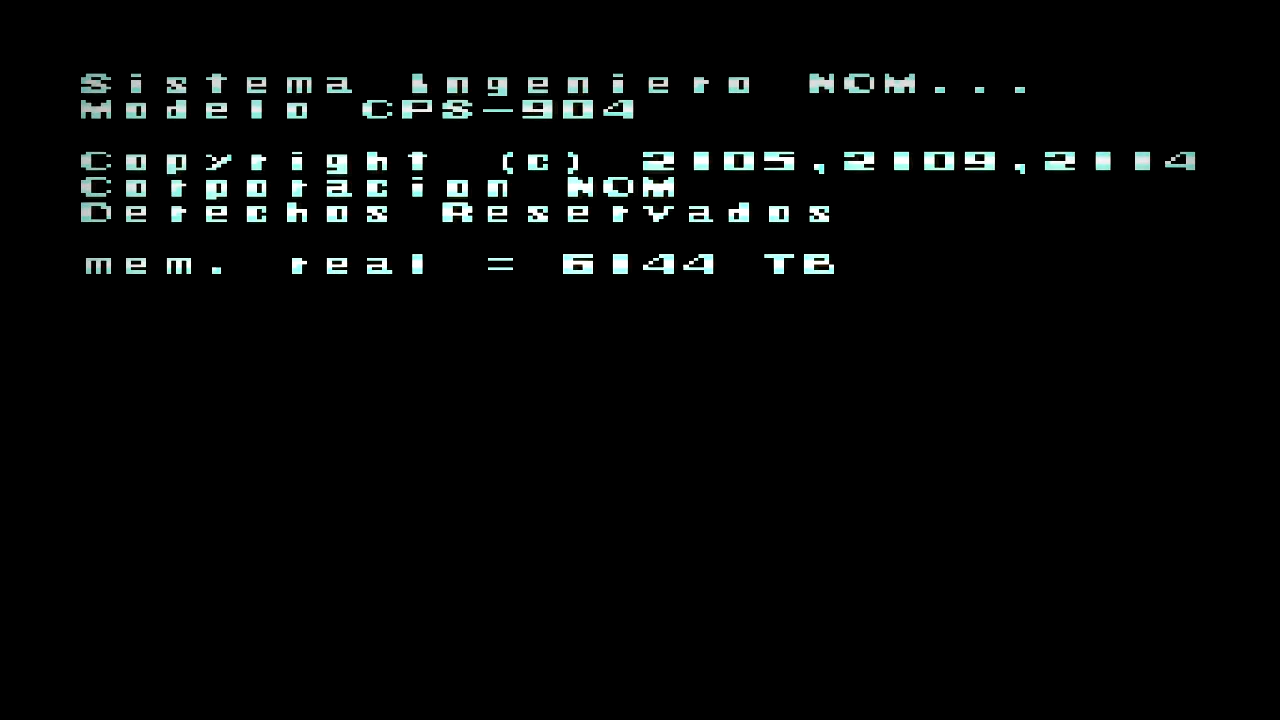 Sistema Ingeniero NOM...
Modelo CPS-904
Copyright (c) 2105,2109,2114
Corporacion NOM
Derechos Reservados
mem. real = 6144 TB